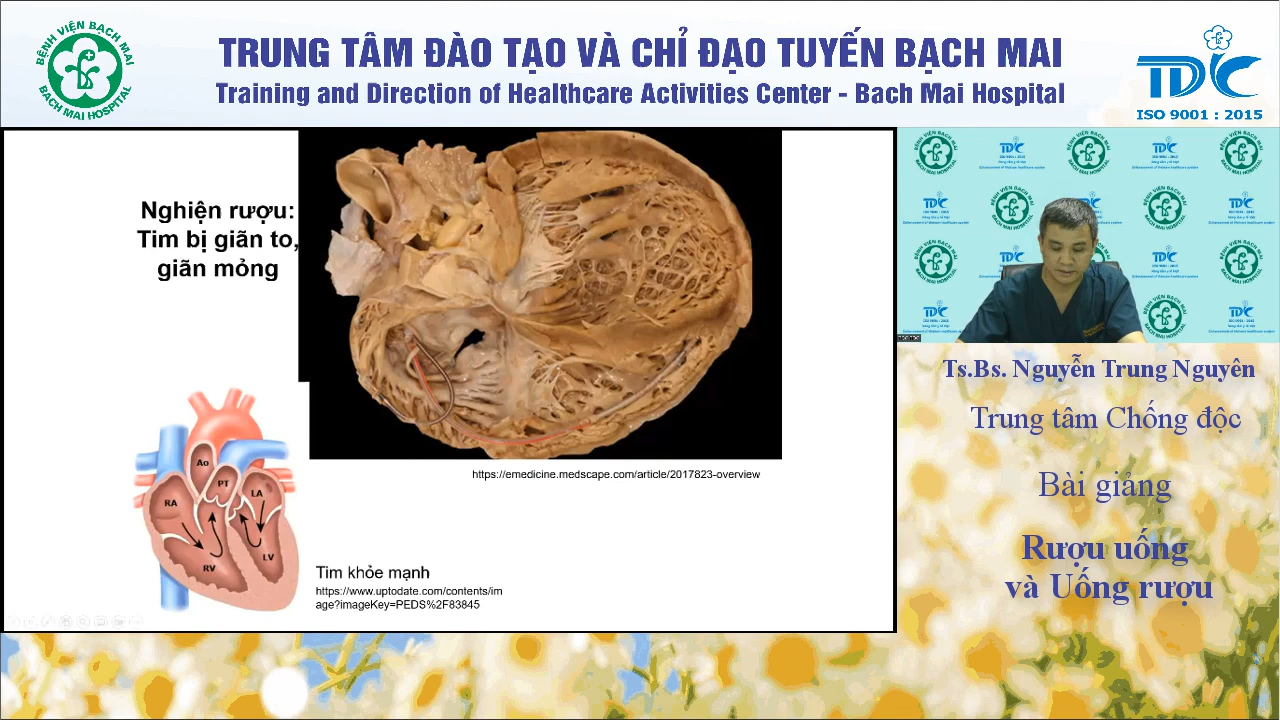 BỆNH VIỆN BẠCH MAI
BACH MAI HOSPITAL
TRUNG TÂM ĐÀO TẠO VÀ CHỈ ĐẠO TUYẾN BẠCH MAI
Training and Direction of Healthcare Activities Center - Bach Mai Hospital
TDC
ISO 9001 : 2015
Nghiện rượu:
Tim bị giãn to,
giãn mỏng
https://emedicine.medscape.com/article/2017823-overview
Ao
PT
LA
RA
LV
RV
Tim khỏe mạnh
https://www.uptodate.com/contents/im
age?imageKey=PEDS%2F83845
Ts.Bs. Nguyễn Trung Nguyên
Trung tâm Chống độc
Bài giảng
Rượu uống
và Uống rượu